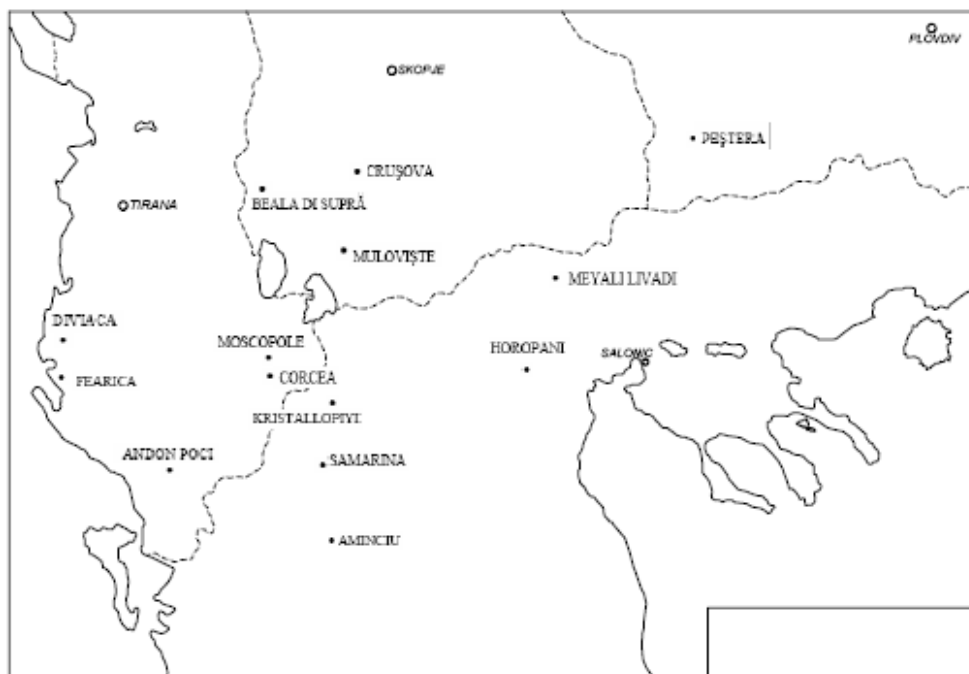 PLOVDIV
SKOPJE
PEŞTERA
CRUŞOVA
BEALA DI SUPRĂ
TIRANA
MULOVIŞTE
MEYALI LIVADI
DIVIACA
MOSCOPOLE
HOROPANI
SALONIC
FEARICA
CORCEA
KRISTALLOPIYI
ANDON POCI
SAMARINA
AMINCIU